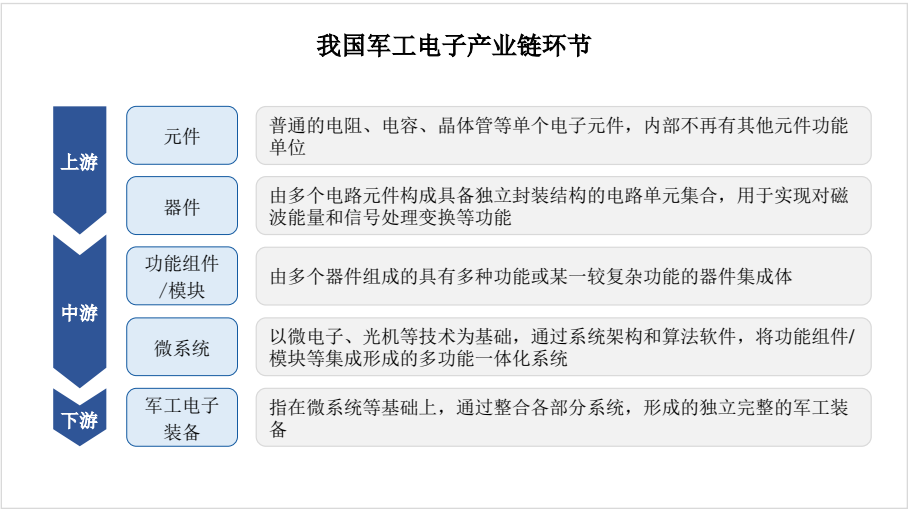 我国军工电子产业链环节
上游
元件
普通的电阻、电容、晶体管等单个电子元件，内部不再有其他元件功能
单位
器件
由多个电路元件构成具备独立封装结构的电路单元集合，用于实现对磁
波能量和信号处理变换等功能
中游
功能组件
/模块
由多个器件组成的具有多种功能或某一较复杂功能的器件集成体
微系统
以微电子、光机等技术为基础，通过系统架构和算法软件，将功能组件/
模块等集成形成的多功能一体化系统
下游
军工电子
装备
指在微系统等基础上，通过整合各部分系统，形成的独立完整的军工装
备